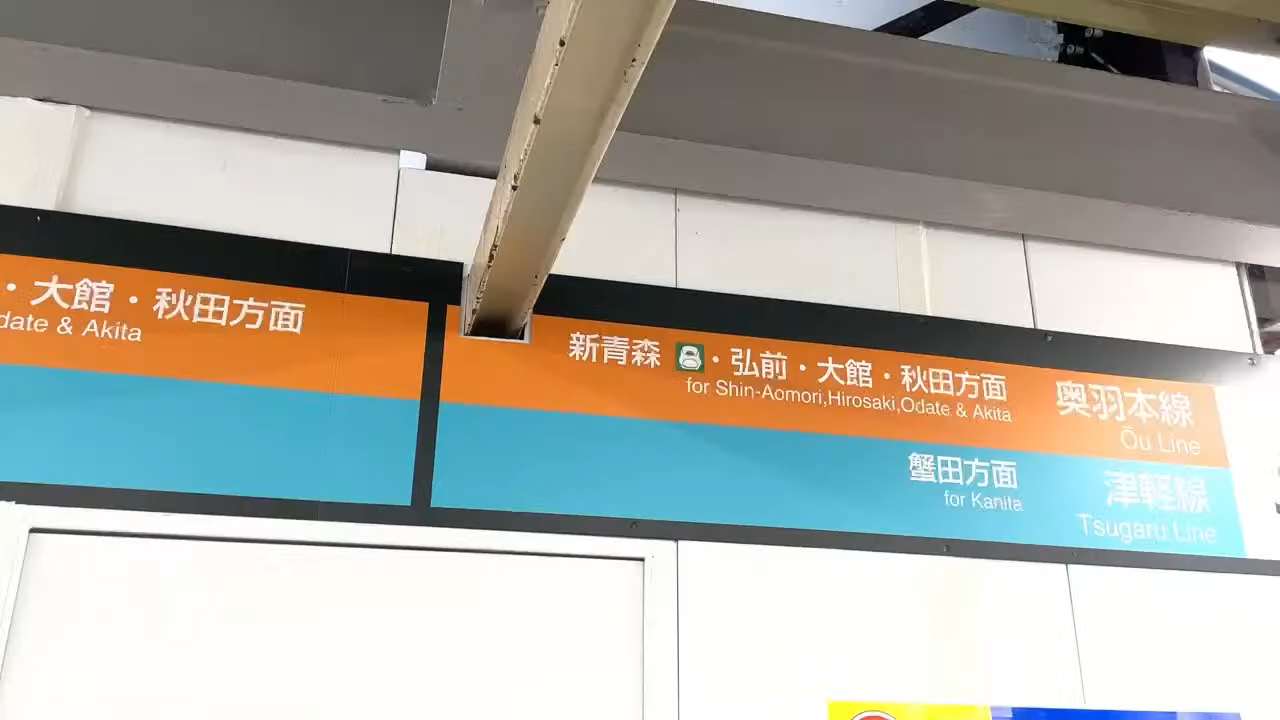 ・大館・秋田方面
date & Akita
新青森 ・弘前・大館・秋田方面
for Shin-Aomori,Hirosaki,Odate & Akita
奥羽本線
Ōu Line
蟹田方面
for Kanita
津軽線
Tsugaru Line